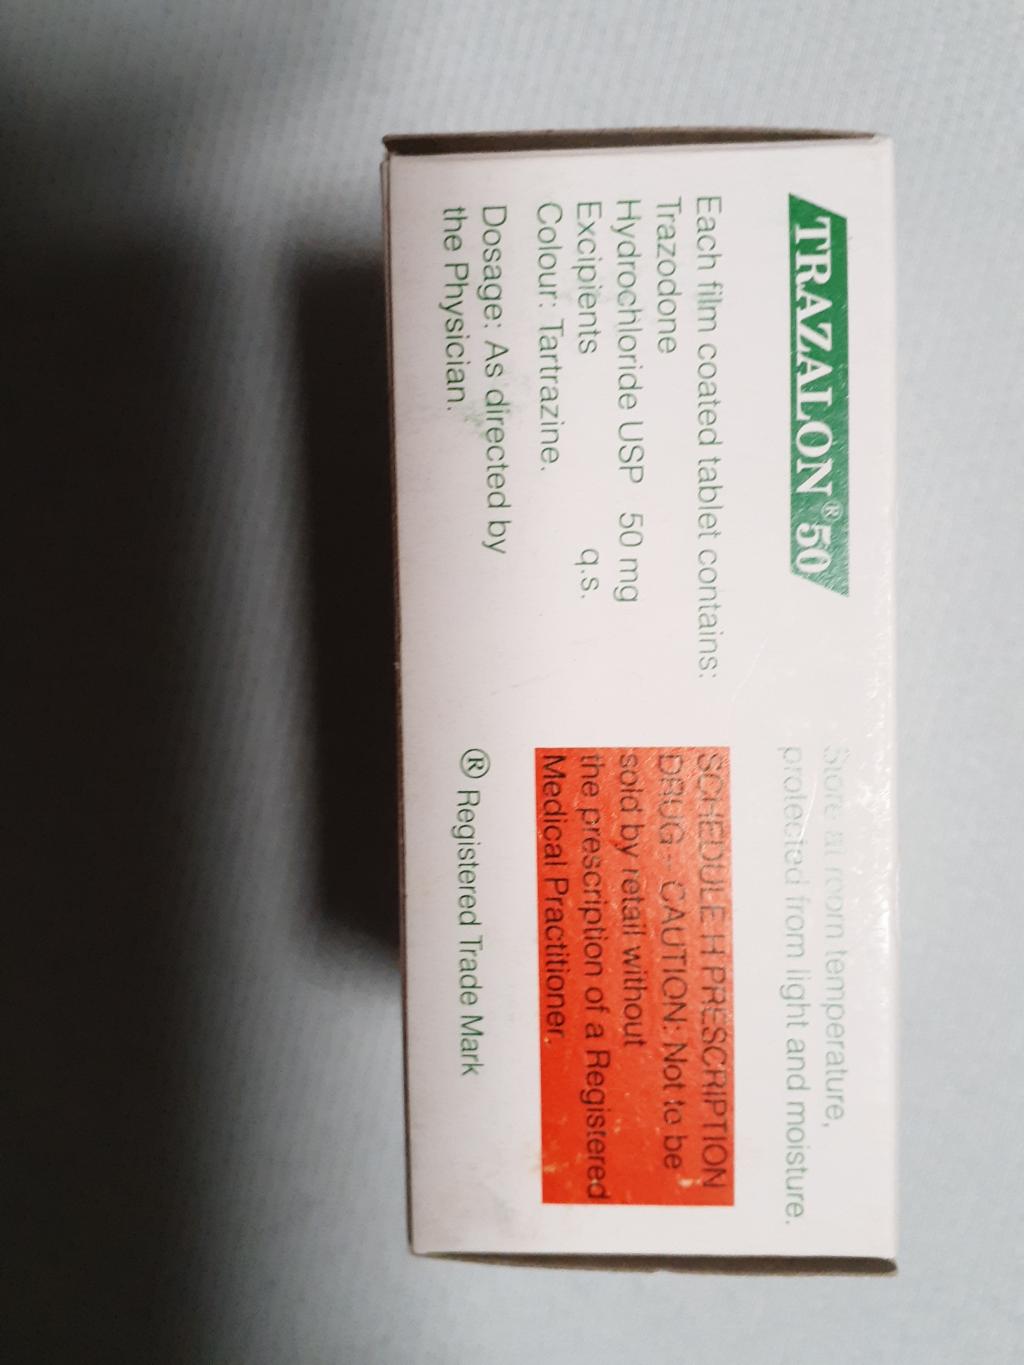 TRAZALON® 50
Each film coated tablet contains:
Trazodone
Hydrochloride USP 50 mg
Excipients q.s.
Colour: Tartrazine.
Dosage: As directed by
the Physician.
Store at room temperature,
protected from light and moisture.
SCHEDULE H PRESCRIPTION
DRUG - CAUTION: Not to be
sold by retail without
the prescription of a Registered
Medical Practitioner.
® Registered Trade Mark